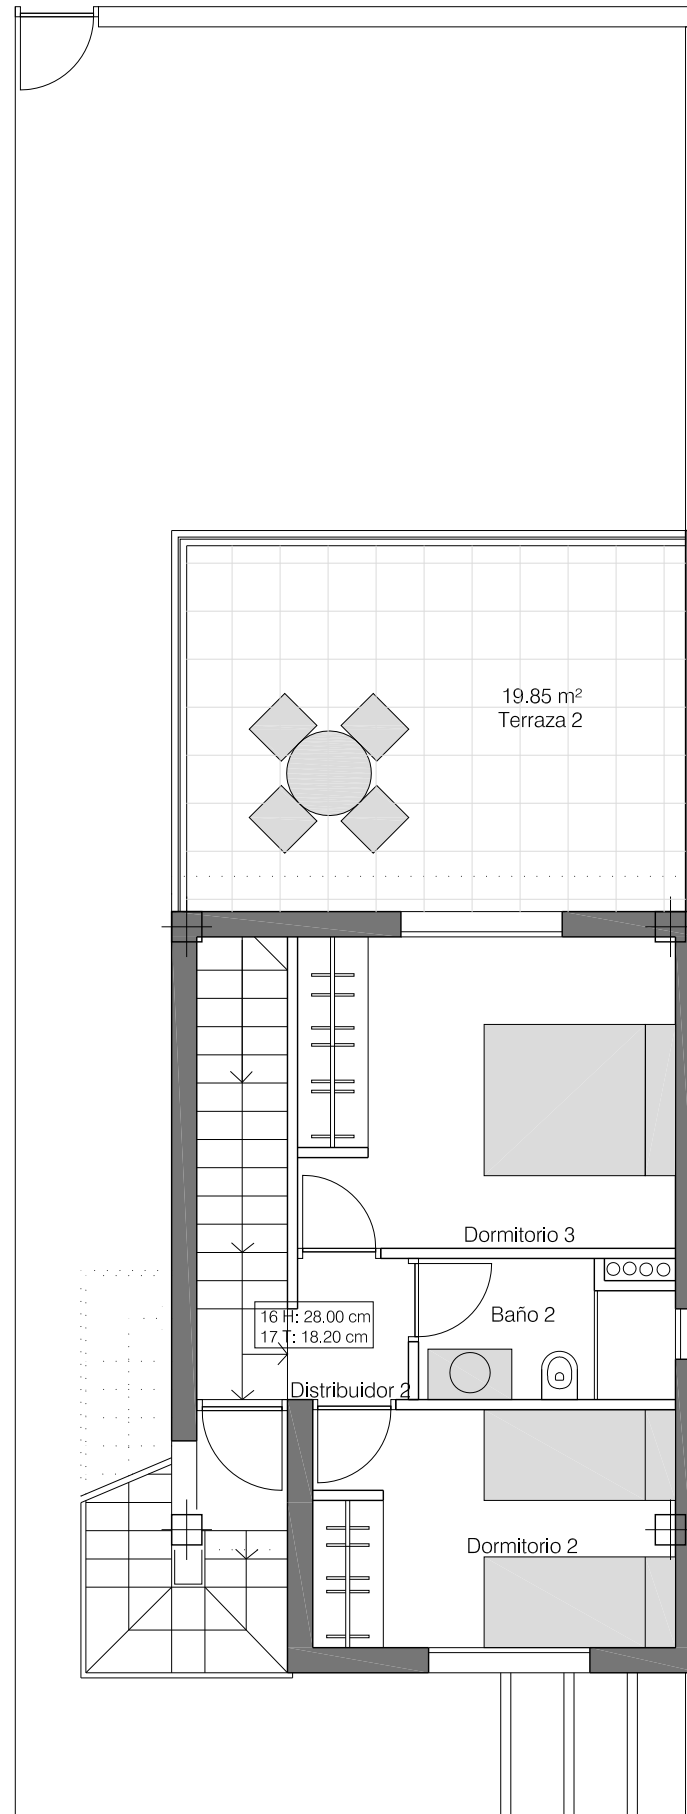 19.85 m²
Terraza 2
Dormitorio 3
16 H: 28.00 cm
17 T: 18.20 cm
Baño 2
Distribuidor 2
Dormitorio 2